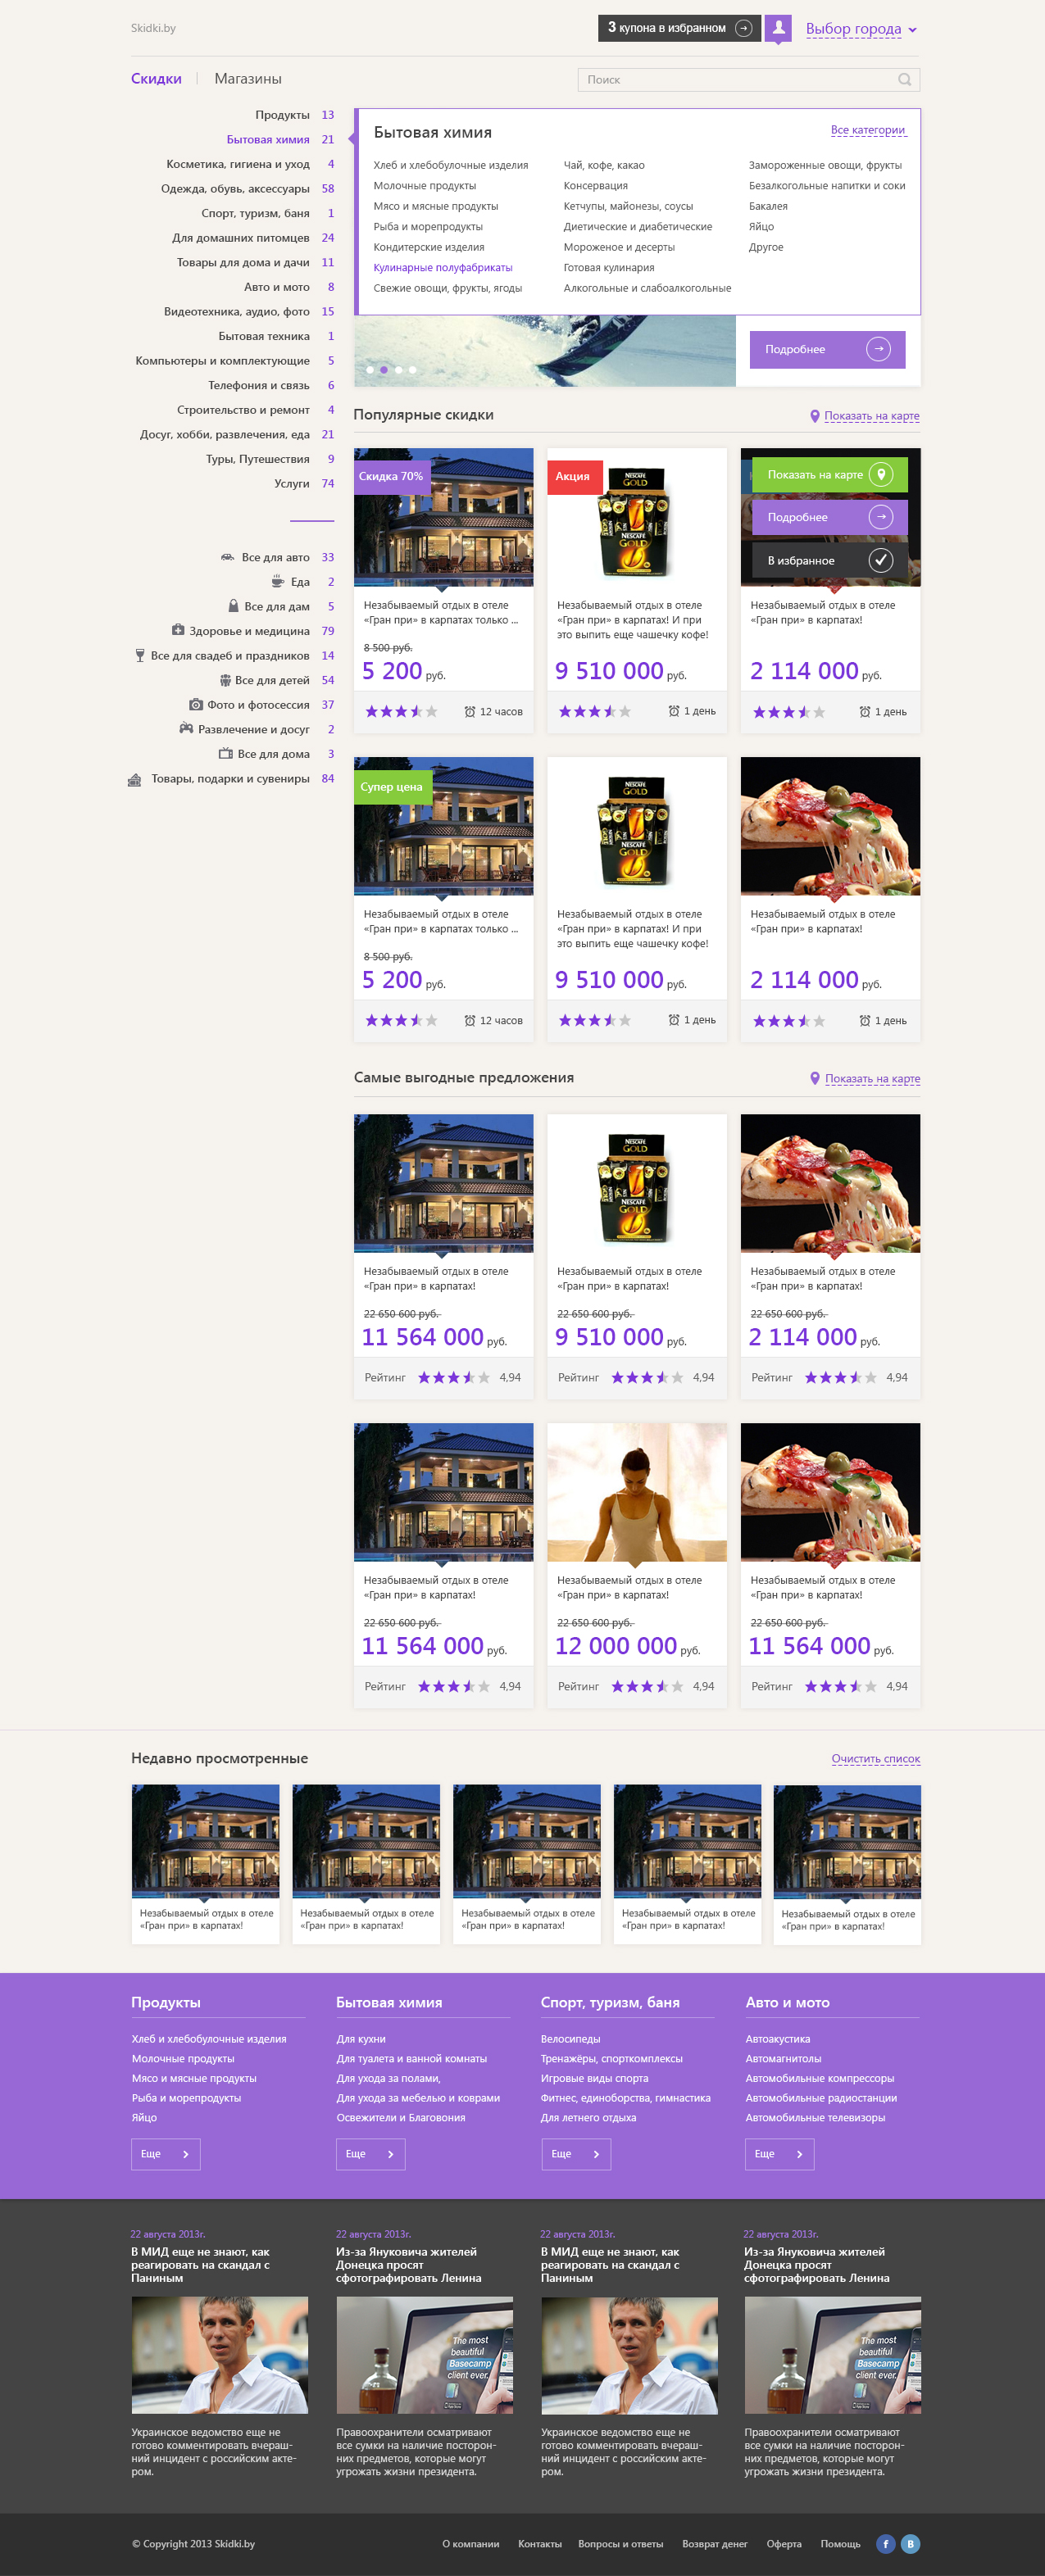 Skidki.by
3 купона в избранном
Выбор города
Скидки
Магазины
Поиск
Продукты 13
Бытовая химия 21
Косметика, гигиена и уход 4
Одежда, обувь, аксессуары 58
Спорт, туризм, баня 1
Для домашних питомцев 24
Товары для дома и дачи 11
Авто и мото 8
Видеотехника, аудио, фото 15
Бытовая техника 1
Компьютеры и комплектующие 5
Телефония и связь 6
Строительство и ремонт 4
Досуг, хобби, развлечения, еда 21
Туры, Путешествия 9
Услуги 74
Все для авто 33
Еда 2
Все для дам 5
Здоровье и медицина 79
Все для свадеб и праздников 14
Все для детей 54
Фото и фотосессия 37
Развлечение и досуг 2
Все для дома 3
Товары, подарки и сувениры 84
Бытовая химия
Все категории
Хлеб и хлебобулочные изделия
Молочные продукты
Мясо и мясные продукты
Рыба и морепродукты
Кондитерские изделия
Кулинарные полуфабрикаты
Свежие овощи, фрукты, ягоды
Чай, кофе, какао
Консервация
Кетчупы, майонезы, соусы
Диетические и диабетические
Мороженое и десерты
Готовая кулинария
Алкогольные и слабоалкогольные
Замороженные овощи, фрукты
Безалкогольные напитки и соки
Бакалея
Яйцо
Другое
Подробнее
Популярные скидки
Показать на карте
Скидка 70%
Незабываемый отдых в отеле
«Гран при» в карпатах только ...
8 500 руб.
5 200 руб.
12 часов
Акция
NESCAFE
GOLD
NESCAFE
GOLD
Незабываемый отдых в отеле
«Гран при» в карпатах! И при
это выпить еще чашечку кофе!
9 510 000 руб.
1 день
Показать на карте
Подробнее
В избранное
Незабываемый отдых в отеле
«Гран при» в карпатах!
2 114 000 руб.
1 день
Супер цена
Незабываемый отдых в отеле
«Гран при» в карпатах только ...
8 500 руб.
5 200 руб.
12 часов
NESCAFE
GOLD
NESCAFE
GOLD
Незабываемый отдых в отеле
«Гран при» в карпатах! И при
это выпить еще чашечку кофе!
9 510 000 руб.
1 день
Незабываемый отдых в отеле
«Гран при» в карпатах!
2 114 000 руб.
1 день
Самые выгодные предложения
Показать на карте
Незабываемый отдых в отеле
«Гран при» в карпатах!
22 650 600 руб.
11 564 000 руб.
Рейтинг 4,94
NESCAFE
GOLD
NESCAFE
GOLD
Незабываемый отдых в отеле
«Гран при» в карпатах!
22 650 600 руб.
9 510 000 руб.
Рейтинг 4,94
Незабываемый отдых в отеле
«Гран при» в карпатах!
22 650 600 руб.
2 114 000 руб.
Рейтинг 4,94
Незабываемый отдых в отеле
«Гран при» в карпатах!
22 650 600 руб.
11 564 000 руб.
Рейтинг 4,94
Незабываемый отдых в отеле
«Гран при» в карпатах!
22 650 600 руб.
12 000 000 руб.
Рейтинг 4,94
Незабываемый отдых в отеле
«Гран при» в карпатах!
22 650 600 руб.
11 564 000 руб.
Рейтинг 4,94
Недавно просмотренные
Очистить список
Незабываемый отдых в отеле
«Гран при» в карпатах!
Незабываемый отдых в отеле
«Гран при» в карпатах!
Незабываемый отдых в отеле
«Гран при» в карпатах!
Незабываемый отдых в отеле
«Гран при» в карпатах!
Незабываемый отдых в отеле
«Гран при» в карпатах!
Продукты
Хлеб и хлебобулочные изделия
Молочные продукты
Мясо и мясные продукты
Рыба и морепродукты
Яйцо
Еще
Бытовая химия
Для кухни
Для туалета и ванной комнаты
Для ухода за полами,
Для ухода за мебелью и коврами
Освежители и Благовония
Еще
Спорт, туризм, баня
Велосипеды
Тренажёры, спорткомплексы
Игровые виды спорта
Фитнес, единоборства, гимнастика
Для летнего отдыха
Еще
Авто и мото
Автоакустика
Автомагнитолы
Автомобильные компрессоры
Автомобильные радиостанции
Автомобильные телевизоры
Еще
22 августа 2013г.
В МИД еще не знают, как
реагировать на скандал с
Паниным
Украинское ведомство еще не
готово комментировать вчераш-
ний инцидент с российским акте-
ром.
22 августа 2013г.
Из-за Януковича жителей
Донецка просят
сфотографировать Ленина
The most
beautiful
Basecamp
client ever.
Правоохранители осматривают
все сумки на наличие посторон-
них предметов, которые могут
угрожать жизни президента.
22 августа 2013г.
В МИД еще не знают, как
реагировать на скандал с
Паниным
Украинское ведомство еще не
готово комментировать вчераш-
ний инцидент с российским акте-
ром.
22 августа 2013г.
Из-за Януковича жителей
Донецка просят
сфотографировать Ленина
The most
beautiful
Basecamp
client ever.
Правоохранители осматривают
все сумки на наличие посторон-
них предметов, которые могут
угрожать жизни президента.
© Copyright 2013 Skidki.by
О компании
Контакты
Вопросы и ответы
Возврат денег
Оферта
Помощь
f
B